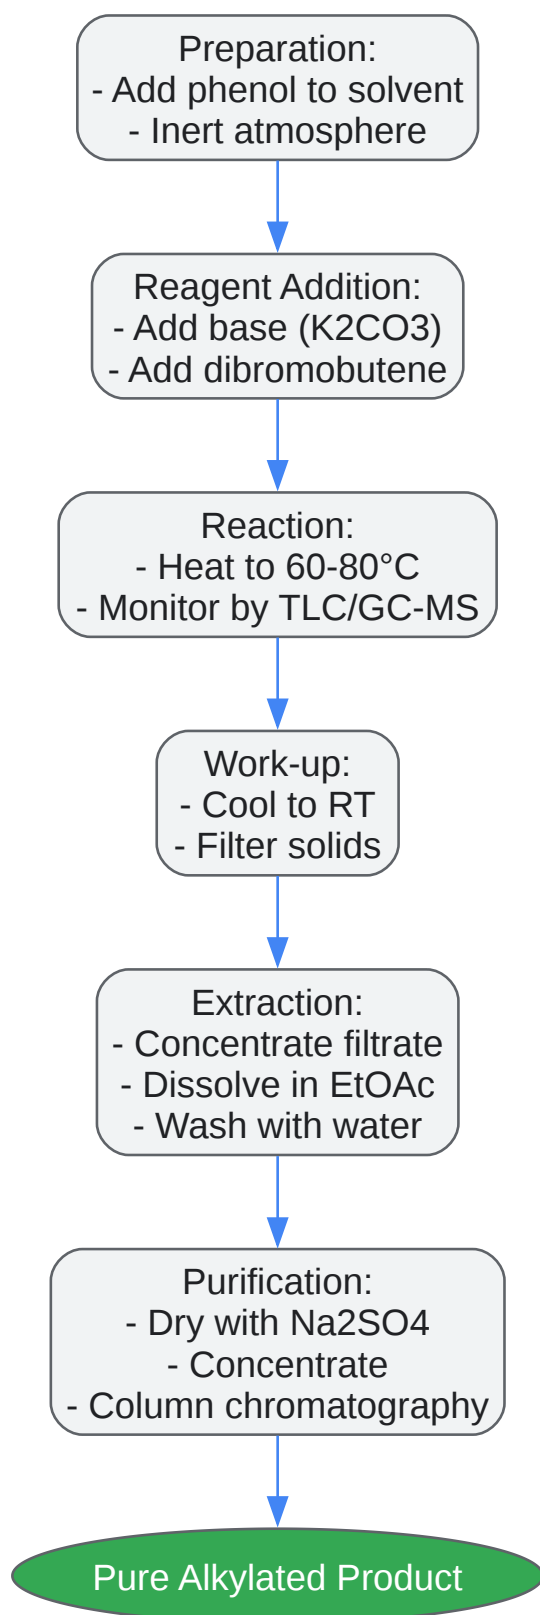 Preparation:
- Add phenol to solvent
- Inert atmosphere
Reagent Addition:
- Add base (K2CO3)
- Add dibromobutene
Reaction:
- Heat to 60-80°C
- Monitor by TLC/GC-MS
Work-up:
- Cool to RT
- Filter solids
Extraction:
- Concentrate filtrate
- Dissolve in EtOAc
- Wash with water
Purification:
- Dry with Na2SO4
- Concentrate
- Column chromatography
Pure Alkylated Product